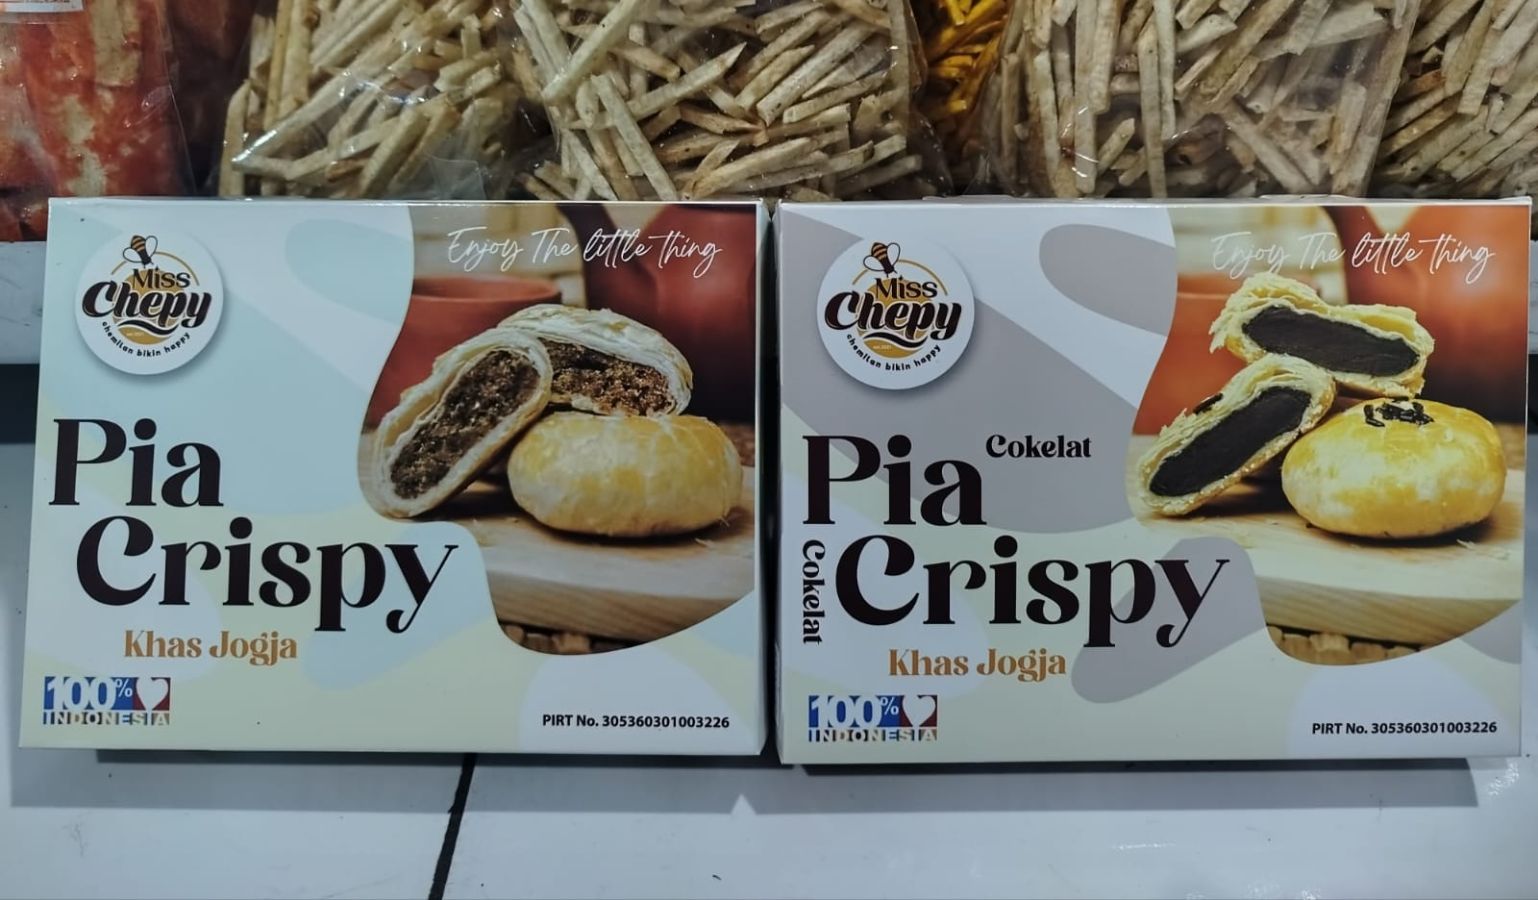 Enjoy The little thing
Miss
Chepy
chemilan bikin happy
Pia
Crispy
Khas Jogja
100%
INDONESIA
PIRT No. 305360301003226
Enjoy The little thing
Miss
Chepy
chemilan bikin happy
Pia Cokelat
Cokelat
Crispy
Khas Jogja
100%
INDONESIA
PIRT No. 305360301003226